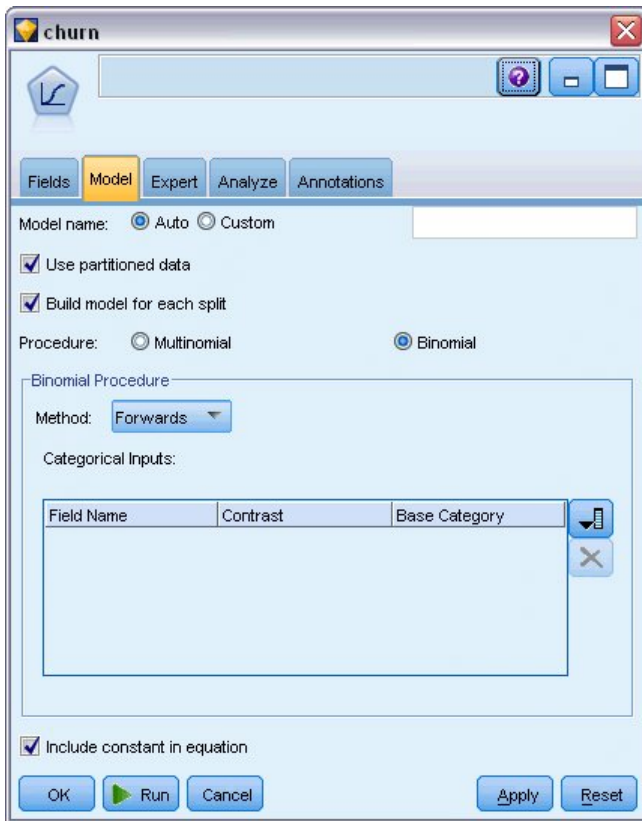 churn
?
Fields Model Expert Analyze Annotations
Model name: Auto Custom
Use partitioned data
Build model for each split
Procedure: Multinomial Binomial
Binomial Procedure
Method: Forwards
Categorical Inputs:
Field Name Contrast Base Category
Include constant in equation
OK Run Cancel Apply Reset